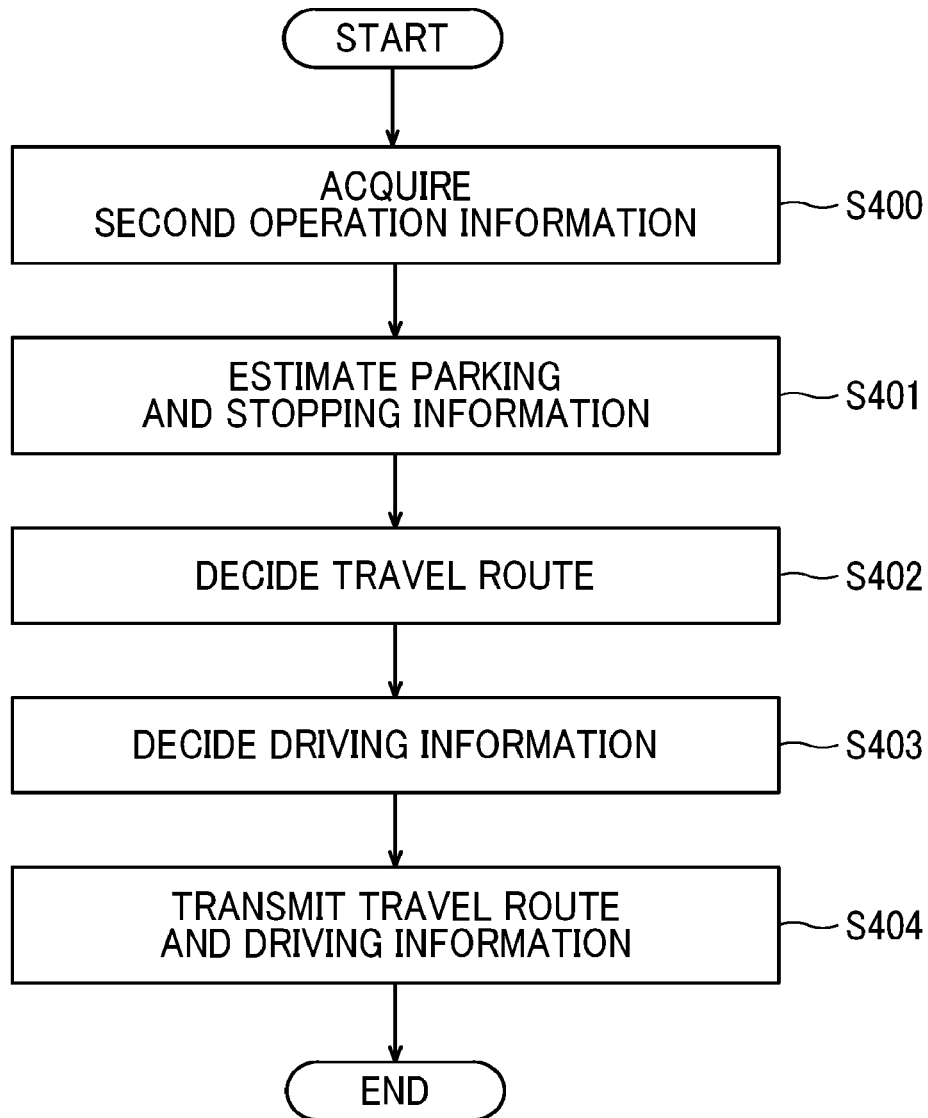 START
ACQUIRE
SECOND OPERATION INFORMATION
S400
ESTIMATE PARKING
AND STOPPING INFORMATION
S401
DECIDE TRAVEL ROUTE
S402
DECIDE DRIVING INFORMATION
S403
TRANSMIT TRAVEL ROUTE
AND DRIVING INFORMATION
S404
END